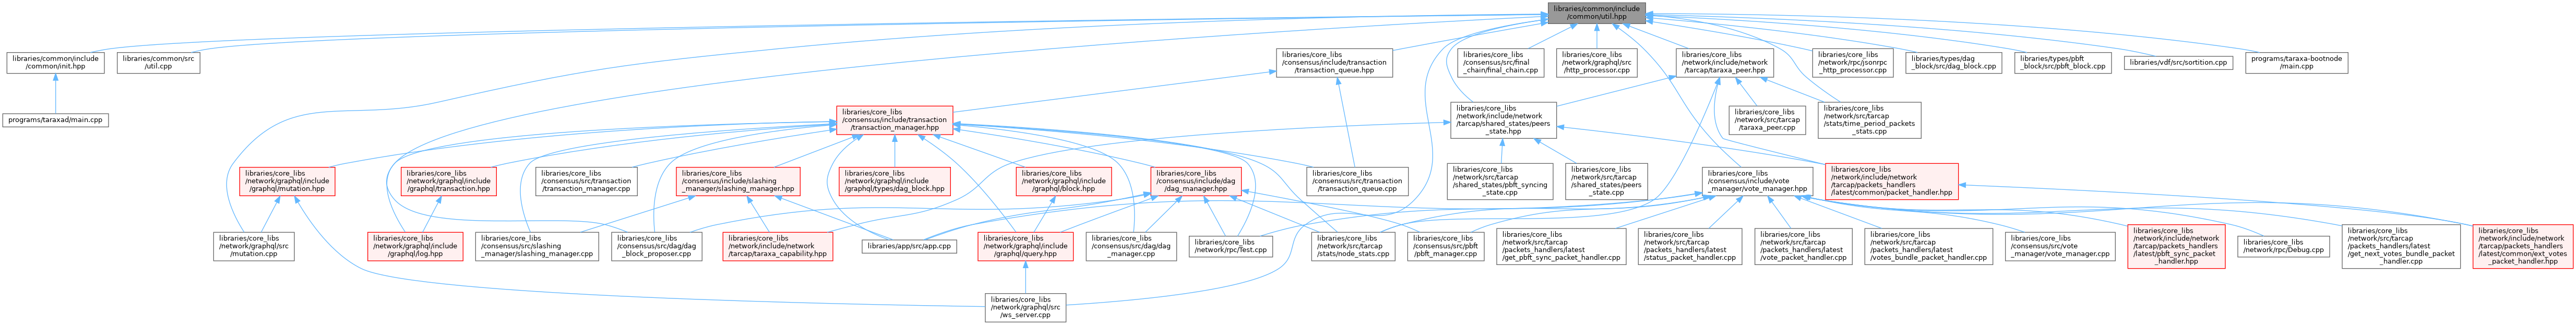 libraries/common/include
/common/util.hpp
libraries/common/include
/common/init.hpp
libraries/common/src
/util.cpp
libraries/core_libs
/consensus/include/transaction
/transaction_queue.hpp
libraries/core_libs
/consensus/src/final
_chain/final_chain.cpp
libraries/core_libs
/network/graphql/src
/http_processor.cpp
libraries/core_libs
/network/include/network
/tarcap/taraxa_peer.hpp
libraries/core_libs
/network/rpc/jsonrpc
_http_processor.cpp
libraries/types/dag
_block/src/dag_block.cpp
libraries/types/pbft
_block/src/pbft_block.cpp
libraries/vdf/src/sortition.cpp
programs/taraxa-bootnode
/main.cpp
programs/taraxad/main.cpp
libraries/core_libs
/consensus/include/transaction
/transaction_manager.hpp
libraries/core_libs
/network/include/network
/tarcap/shared_states/peers
_state.hpp
libraries/core_libs
/network/src/tarcap
/taraxa_peer.cpp
libraries/core_libs
/network/src/tarcap
/stats/time_period_packets
_stats.cpp
libraries/core_libs
/network/graphql/include
/graphql/mutation.hpp
libraries/core_libs
/network/graphql/include
/graphql/transaction.hpp
libraries/core_libs
/consensus/src/transaction
/transaction_manager.cpp
libraries/core_libs
/consensus/include/slashing
_manager/slashing_manager.hpp
libraries/core_libs
/network/graphql/include
/graphql/types/dag_block.hpp
libraries/core_libs
/network/graphql/include
/graphql/block.hpp
libraries/core_libs
/consensus/include/dag
/dag_manager.hpp
libraries/core_libs
/consensus/src/transaction
/transaction_queue.cpp
libraries/core_libs
/network/src/tarcap
/shared_states/pbft_syncing
_state.cpp
libraries/core_libs
/network/src/tarcap
/shared_states/peers
_state.cpp
libraries/core_libs
/consensus/include/vote
_manager/vote_manager.hpp
libraries/core_libs
/network/include/network
/tarcap/packets_handlers
/latest/common/packet_handler.hpp
libraries/core_libs
/network/graphql/src
/mutation.cpp
libraries/core_libs
/network/graphql/include
/graphql/log.hpp
libraries/core_libs
/consensus/src/slashing
_manager/slashing_manager.cpp
libraries/core_libs
/consensus/src/dag/dag
_block_proposer.cpp
libraries/core_libs
/network/include/network
/tarcap/taraxa_capability.hpp
libraries/app/src/app.cpp
libraries/core_libs
/network/graphql/include
/graphql/query.hpp
libraries/core_libs
/consensus/src/dag/dag
_manager.cpp
libraries/core_libs
/network/rpc/Test.cpp
libraries/core_libs
/network/src/tarcap
/stats/node_stats.cpp
libraries/core_libs
/consensus/src/pbft
/pbft_manager.cpp
libraries/core_libs
/network/src/tarcap
/packets_handlers/latest
/get_pbft_sync_packet_handler.cpp
libraries/core_libs
/network/src/tarcap
/packets_handlers/latest
/status_packet_handler.cpp
libraries/core_libs
/network/src/tarcap
/packets_handlers/latest
/vote_packet_handler.cpp
libraries/core_libs
/network/src/tarcap
/packets_handlers/latest
/votes_bundle_packet_handler.cpp
libraries/core_libs
/consensus/src/vote
_manager/vote_manager.cpp
libraries/core_libs
/network/include/network
/tarcap/packets_handlers
/latest/pbft_sync_packet
_handler.hpp
libraries/core_libs
/network/rpc/Debug.cpp
libraries/core_libs
/network/src/tarcap
/packets_handlers/latest
/get_next_votes_bundle_packet
_handler.cpp
libraries/core_libs
/network/include/network
/tarcap/packets_handlers
/latest/common/ext_votes
_packet_handler.hpp
libraries/core_libs
/network/graphql/src
/ws_server.cpp